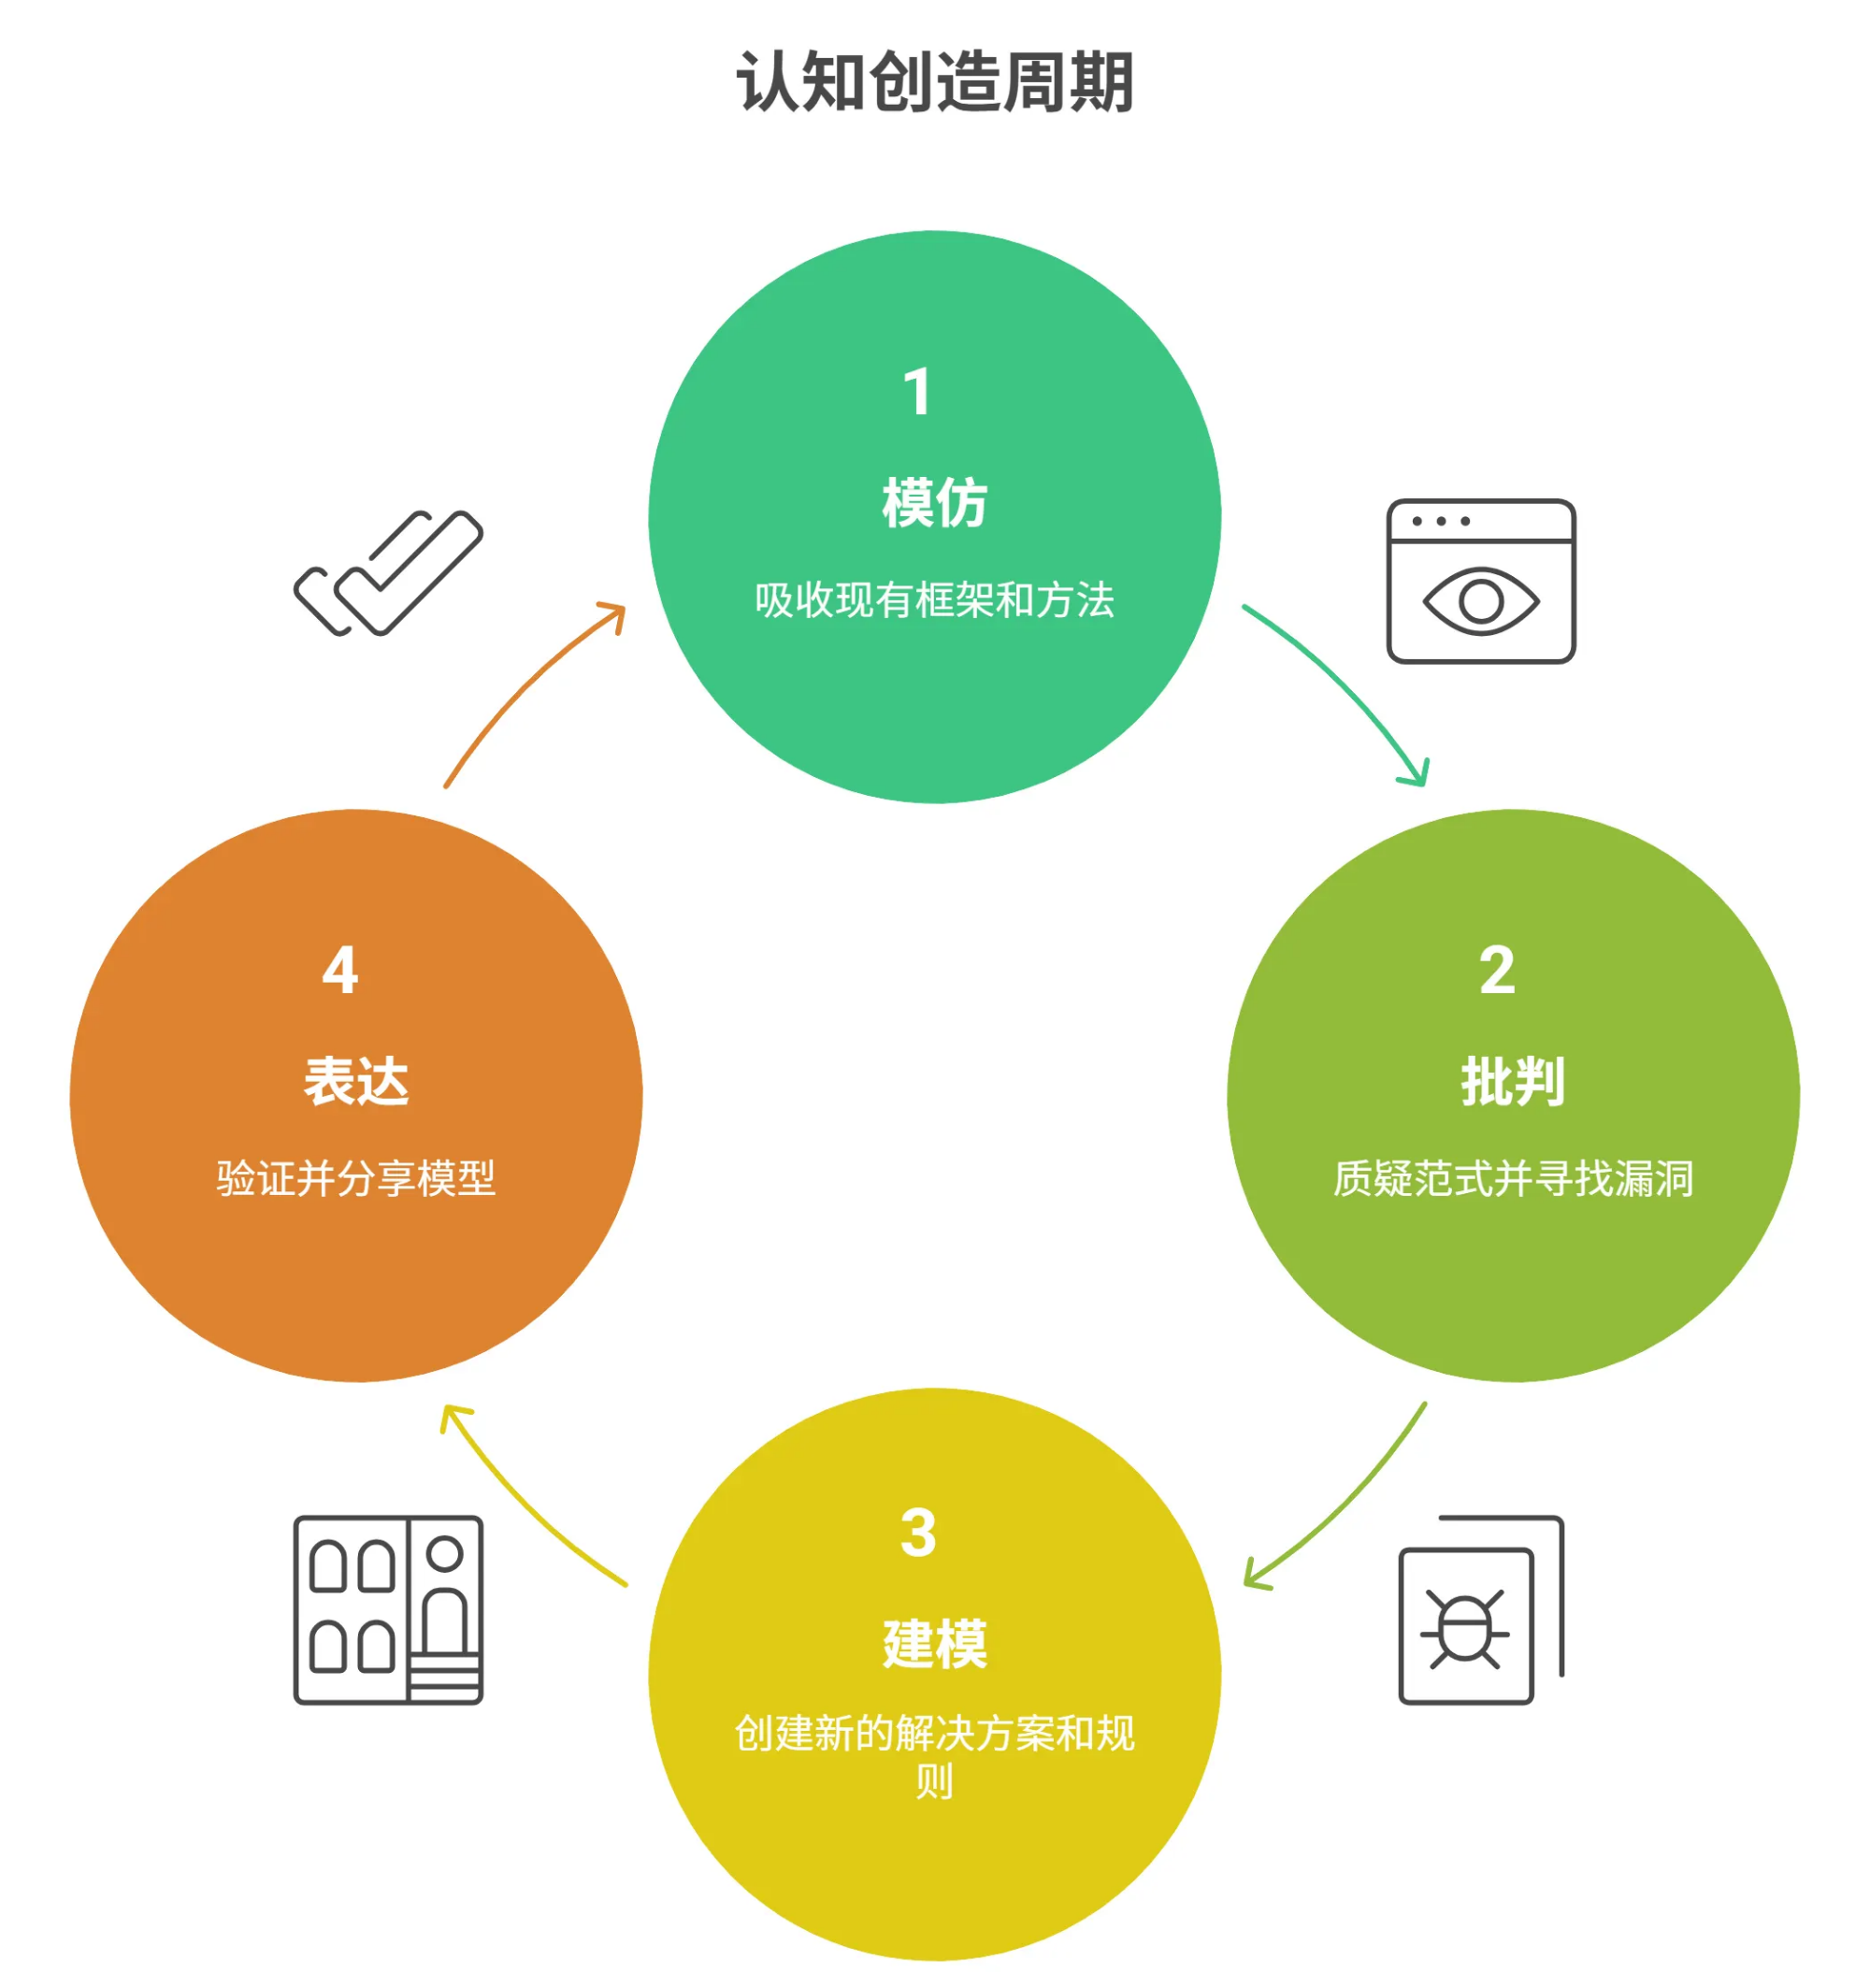 认知创造周期
1
模仿
吸收现有框架和方法
2
批判
质疑范式并寻找漏洞
3
建模
创建新的解决方案和规
则
4
表达
验证并分享模型